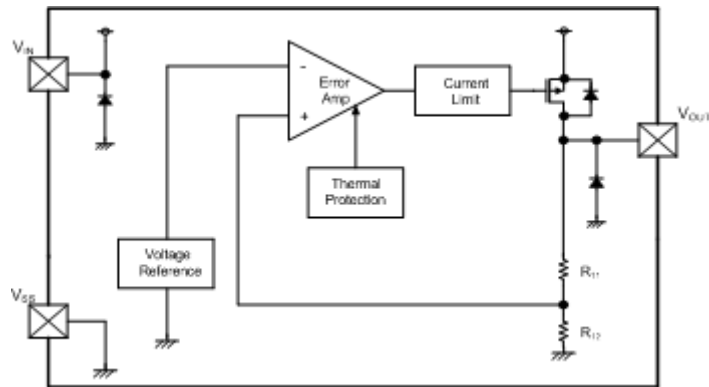 VIN
-
Error
Amp
+
Current
Limit
VOUT
Thermal
Protection
Voltage
Reference
R11
VSS
R12